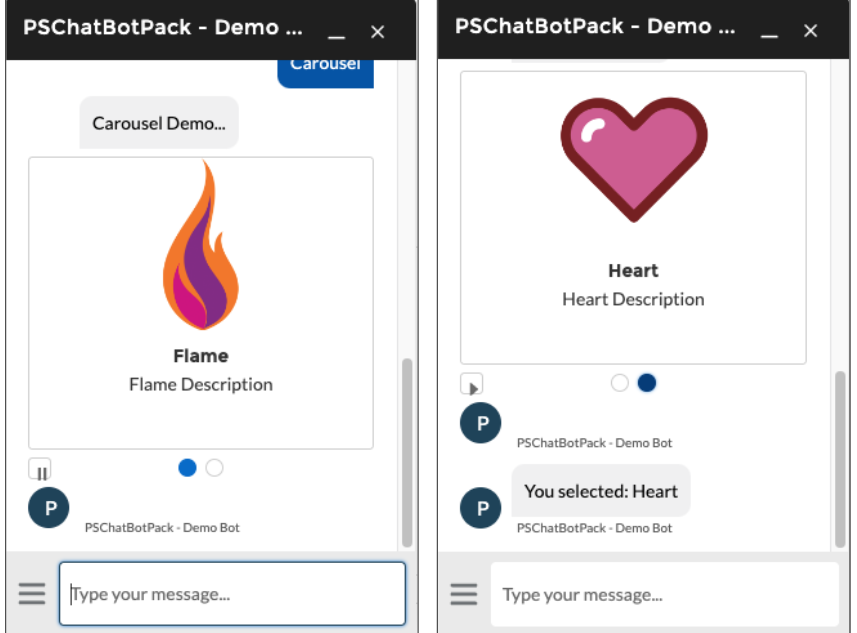 PSChatBotPack - Demo ...
Carousel
Carousel Demo...
Flame
Flame Description
P
PSChatBotPack - Demo Bot
Type your message...
PSChatBotPack - Demo ...
Heart
Heart Description
P
PSChatBotPack - Demo Bot
You selected: Heart
P
PSChatBotPack - Demo Bot
Type your message...